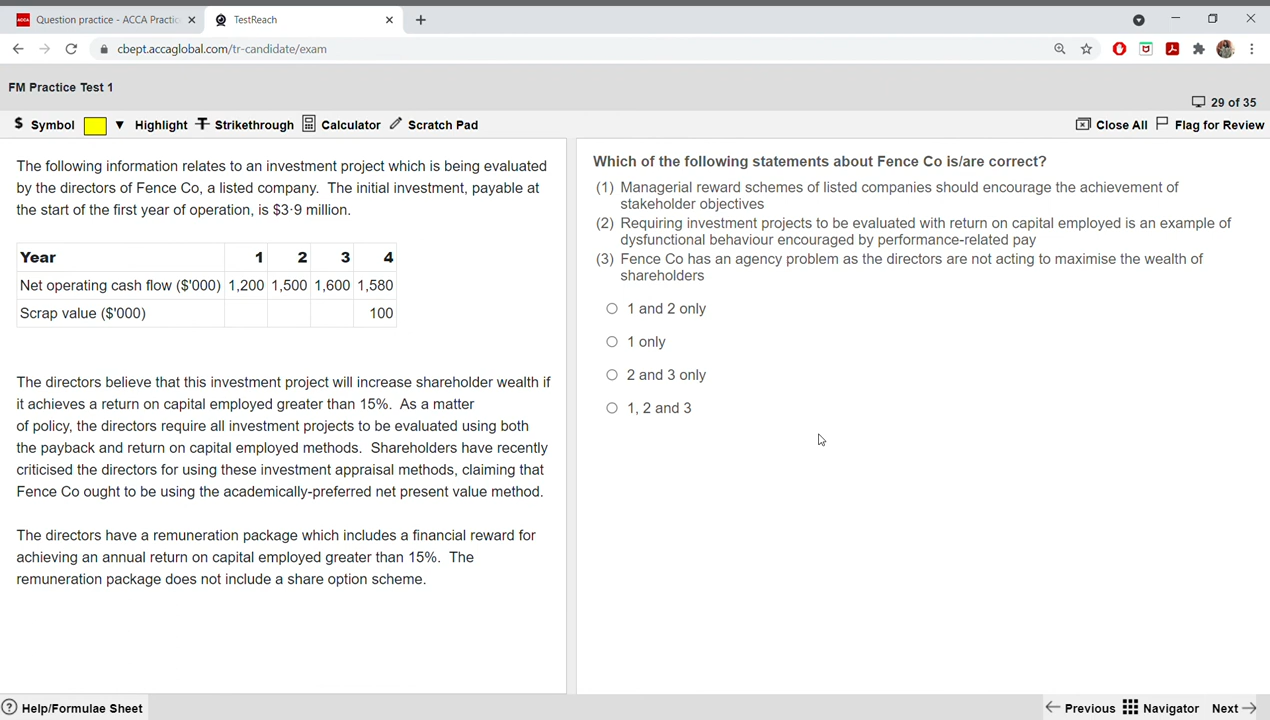 ACCA Question practice - ACCA Practic
TestReach
cbept.accaglobal.com/tr-candidate/exam
FM Practice Test 1
29 of 35
$ Symbol Highlight T Strikethrough Calculator Scratch Pad
Close All Flag for Review
The following information relates to an investment project which is being evaluated
by the directors of Fence Co, a listed company. The initial investment, payable at
the start of the first year of operation, is $3·9 million.
Year 1 2 3 4
Net operating cash flow ($'000) 1,200 1,500 1,600 1,580
Scrap value ($'000) 100
The directors believe that this investment project will increase shareholder wealth if
it achieves a return on capital employed greater than 15%. As a matter
of policy, the directors require all investment projects to be evaluated using both
the payback and return on capital employed methods. Shareholders have recently
criticised the directors for using these investment appraisal methods, claiming that
Fence Co ought to be using the academically-preferred net present value method.
The directors have a remuneration package which includes a financial reward for
achieving an annual return on capital employed greater than 15%. The
remuneration package does not include a share option scheme.
Which of the following statements about Fence Co is/are correct?
(1) Managerial reward schemes of listed companies should encourage the achievement of
stakeholder objectives
(2) Requiring investment projects to be evaluated with return on capital employed is an example of
dysfunctional behaviour encouraged by performance-related pay
(3) Fence Co has an agency problem as the directors are not acting to maximise the wealth of
shareholders
1 and 2 only
1 only
2 and 3 only
1, 2 and 3
? Help/Formulae Sheet
Previous Navigator Next